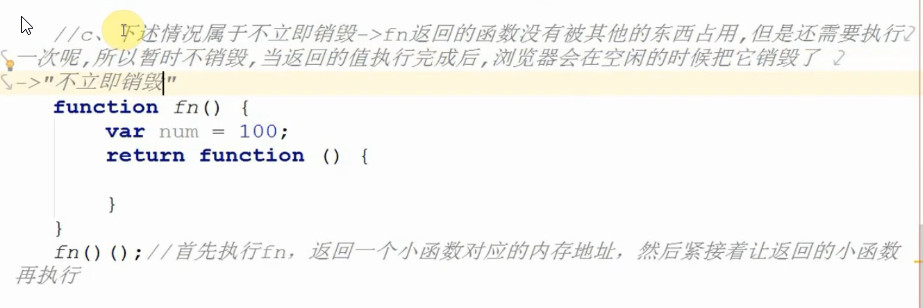 //c、下述情况属于不立即销毁->fn返回的函数没有被其他的东西占用,但是还需要执行
一次呢,所以暂时不销毁,当返回的值执行完成后,浏览器会在空闲的时候把它销毁了
->"不立即销毁"
function fn() {
var num = 100;
return function () {
}
}
fn()();//首先执行fn，返回一个小函数对应的内存地址，然后紧接着让返回的小函数
再执行